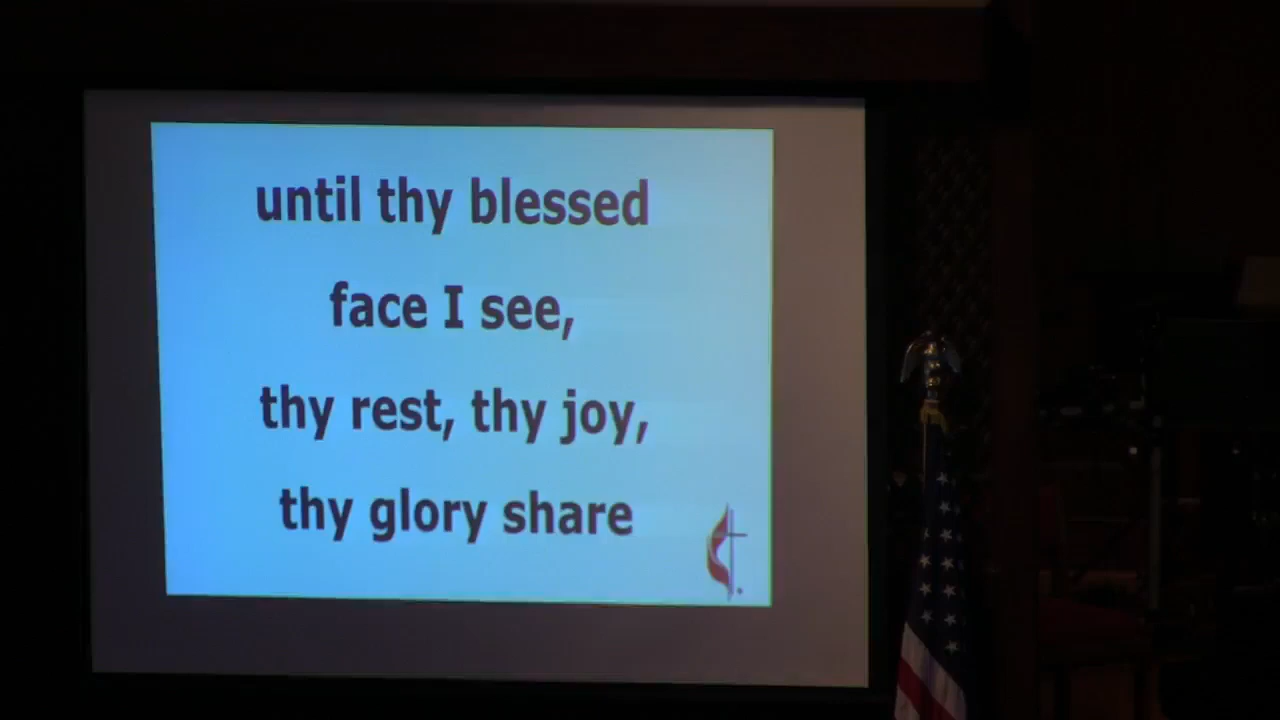 until thy blessed
face I see,
thy rest, thy joy,
thy glory share